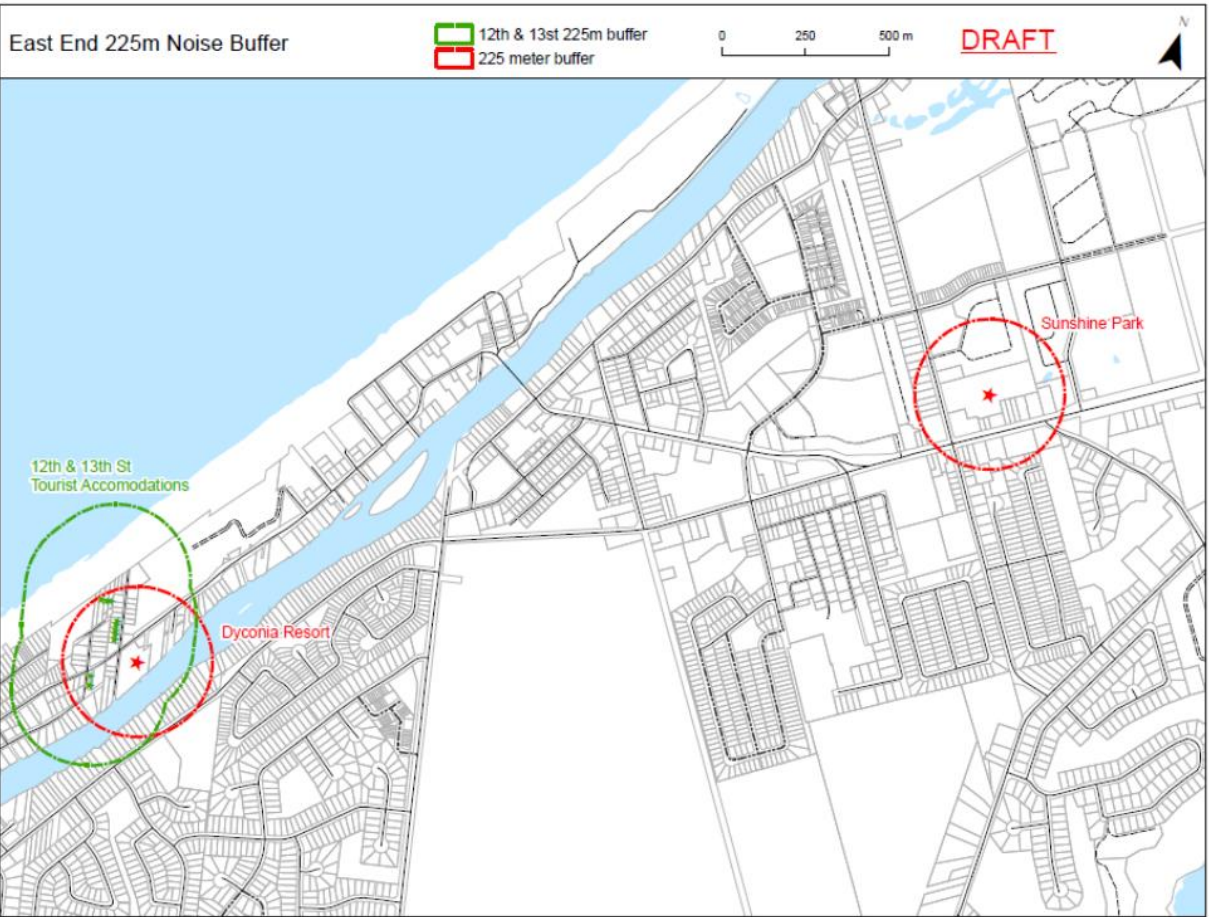 East End 225m Noise Buffer
12th & 13st 225m buffer
225 meter buffer
0 250 500 m
DRAFT
N
Sunshine Park
12th & 13th St
Tourist Accomodations
Dyconia Resort